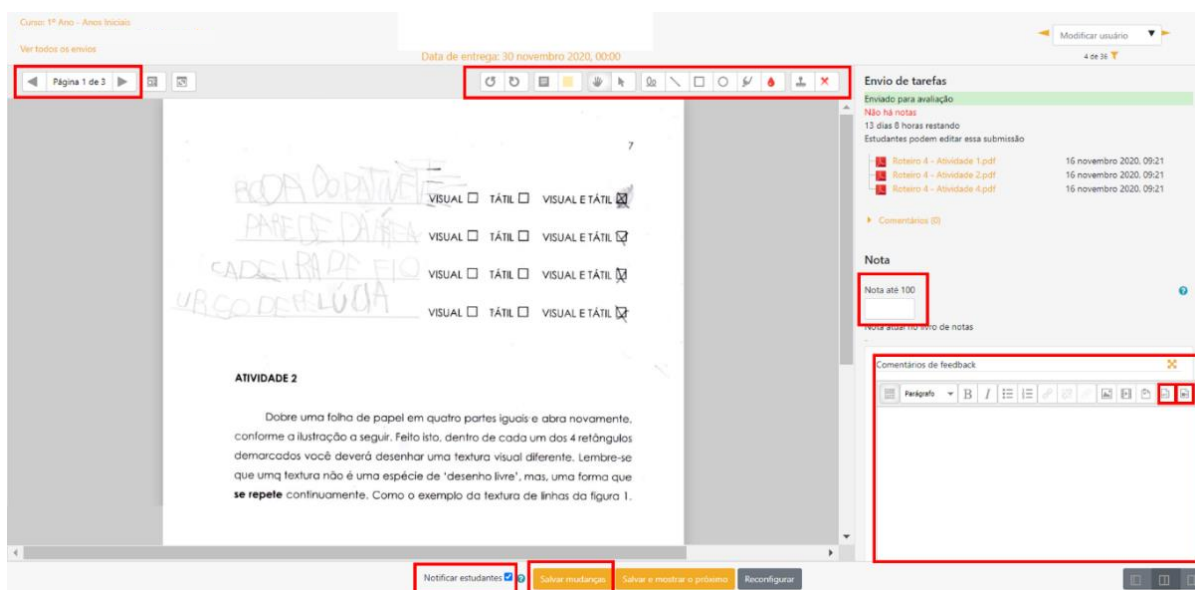 Curso: 1º Ano - Anos Iniciais
Ver todos os envios
Data de entrega: 30 novembro 2020, 00:00
Modificar usuário
4 de 36
Página 1 de 3
7
RODA DO PATINETE
VISUAL TÁTIL VISUAL E TÁTIL
PAREDE DA ÁREA
VISUAL TÁTIL VISUAL E TÁTIL
CADEIRA DE FIO
VISUAL TÁTIL VISUAL E TÁTIL
URSO DE PELÚCIA
VISUAL TÁTIL VISUAL E TÁTIL
ATIVIDADE 2
Dobre uma folha de papel em quatro partes iguais e abra novamente,
conforme a ilustração a seguir. Feito isto, dentro de cada um dos 4 retângulos
demarcados você deverá desenhar uma textura visual diferente. Lembre-se
que uma textura não é uma espécie de 'desenho livre', mas, uma forma que
se repete continuamente. Como o exemplo da textura de linhas da figura 1.
Envio de tarefas
Enviado para avaliação
Não há notas
13 dias 8 horas restando
Estudantes podem editar essa submissão
Roteiro 4 - Atividade 1.pdf 16 novembro 2020, 09:21
Roteiro 4 - Atividade 2.pdf 16 novembro 2020, 09:21
Roteiro 4 - Atividade 4.pdf 16 novembro 2020, 09:21
Comentários (0)
Nota
Nota até 100
Nota atual no livro de notas
Comentários de feedback
Parágrafo B I
Notificar estudantes Salvar mudanças Salvar e mostrar o próximo Reconfigurar